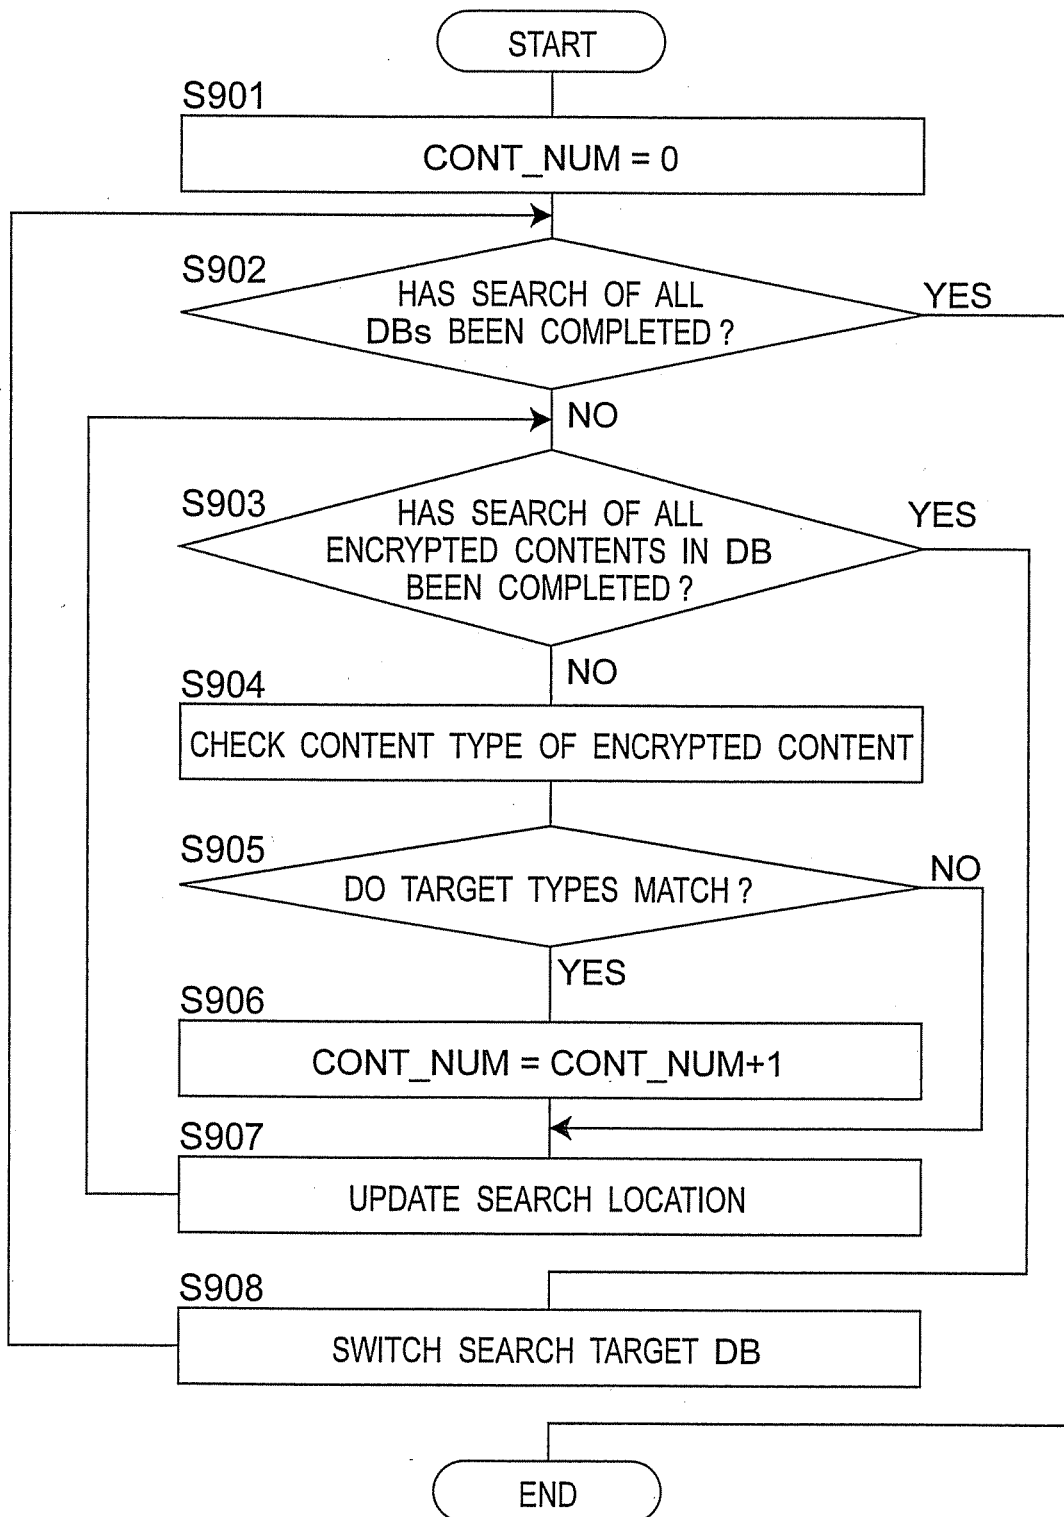 START
S901
CONT_NUM = 0
S902
HAS SEARCH OF ALL
DBs BEEN COMPLETED ?
YES
NO
S903
HAS SEARCH OF ALL
ENCRYPTED CONTENTS IN DB
BEEN COMPLETED ?
YES
NO
S904
CHECK CONTENT TYPE OF ENCRYPTED CONTENT
S905
DO TARGET TYPES MATCH ?
NO
YES
S906
CONT_NUM = CONT_NUM+1
S907
UPDATE SEARCH LOCATION
S908
SWITCH SEARCH TARGET DB
END